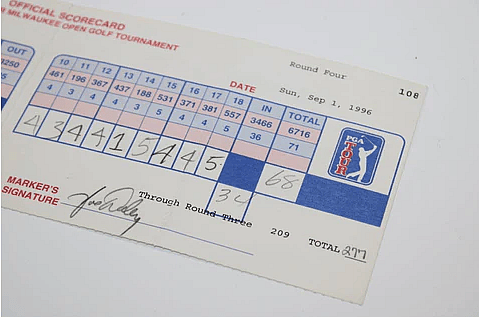 OFFICIAL SCORECARD
R MILWAUKEE OPEN GOLF TOURNAMENT
Round Four 108
DATE Sun, Sep 1, 1996
OUT 10 11 12 13 14 15 16 17 18 IN TOTAL
3250 461 196 367 437 188 531 371 381 557 3466 6716
4 3 4 4 3 5 4 4 5 36 71
4 3 4 4 1 5 4 4 5
34 68
PGA TOUR
MARKER'S
SIGNATURE
Through Round Three 209 TOTAL 277